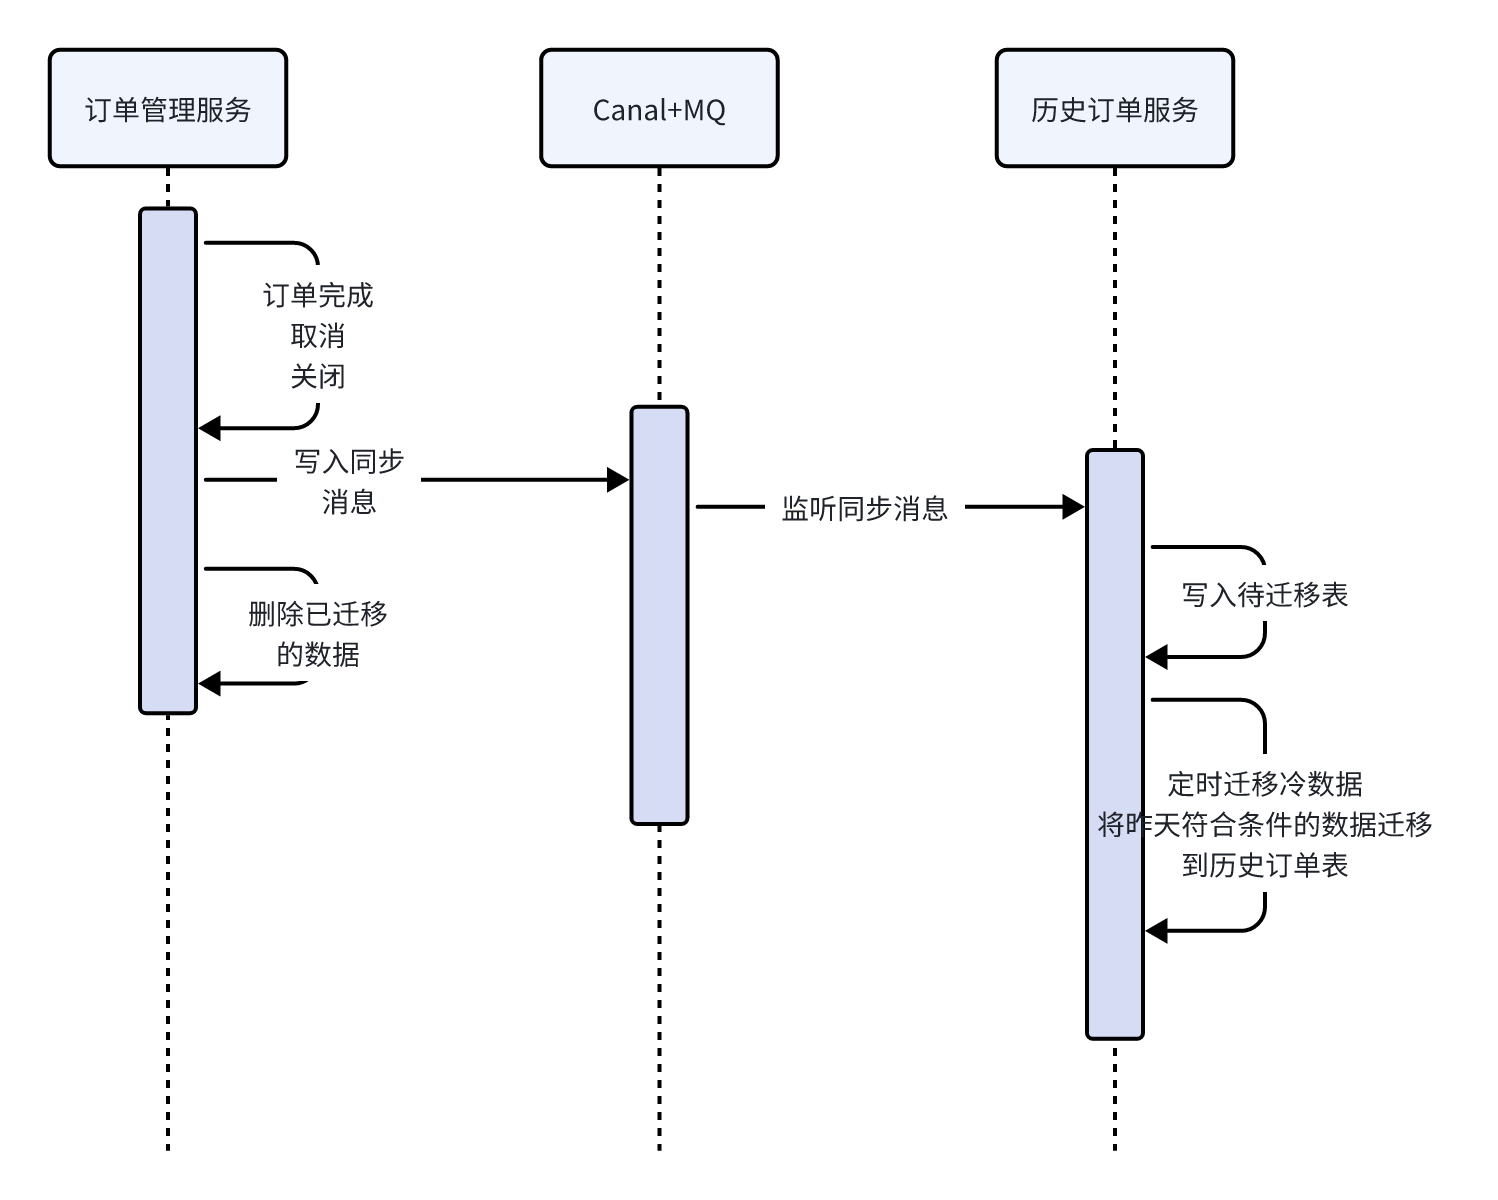 订单管理服务
Canal+MQ
历史订单服务
订单完成
取消
关闭
写入同步
消息
监听同步消息
删除已迁移
的数据
写入待迁移表
定时迁移冷数据
将昨天符合条件的数据迁移
到历史订单表